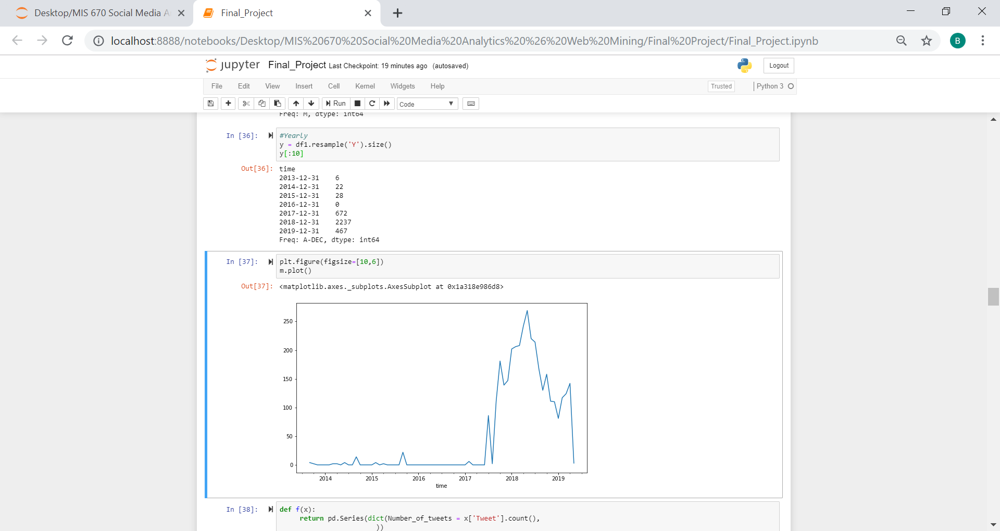 Desktop/MIS 670 Social Media A
Final_Project
localhost:8888/notebooks/Desktop/MIS%20670%20Social%20Media%20Analytics%20%26%20Web%20Mining/Final%20Project/Final_Project.ipynb
B
jupyter Final_Project Last Checkpoint: 19 minutes ago (autosaved)
Logout
File Edit View Insert Cell Kernel Widgets Help
Trusted
Python 3
Run
Code
Freq: M, dtype: int64
In [36]:
#Yearly
y = df1.resample('Y').size()
y[:10]
Out[36]:
time
2013-12-31    6
2014-12-31    22
2015-12-31    28
2016-12-31    0
2017-12-31    672
2018-12-31    2237
2019-12-31    467
Freq: A-DEC, dtype: int64
In [37]:
plt.figure(figsize=[10,6])
m.plot()
Out[37]:
<matplotlib.axes._subplots.AxesSubplot at 0x1a318e986d8>
250
200
150
100
50
0
2014 2015 2016 2017 2018 2019
time
In [38]:
def f(x):
     return pd.Series(dict(Number_of_tweets = x['Tweet'].count(),
                        ))